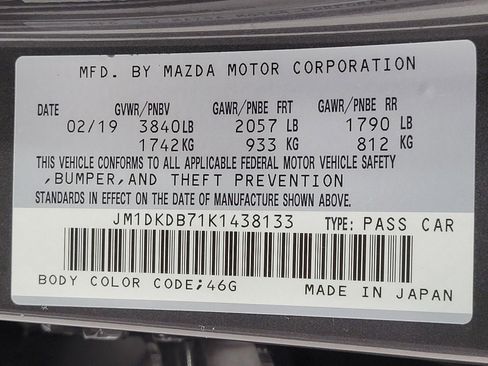 MFD. BY MAZDA MOTOR CORPORATION
DATE GVWR/PNBV GAWR/PNBE FRT GAWR/PNBE RR
02/19 3840LB 2057 LB 1790 LB
1742KG 933 KG 812 KG
THIS VEHICLE CONFORMS TO ALL APPLICABLE FEDERAL MOTOR VEHICLE SAFETY
,BUMPER,AND THEFT PREVENTION
STANDARDS IN EFFECT ON THE DATE OF MANUFACTURE SHOWN ABOVE.
JM1DKDB71K1438133 TYPE: PASS CAR
BODY COLOR CODE;46G MADE IN JAPAN